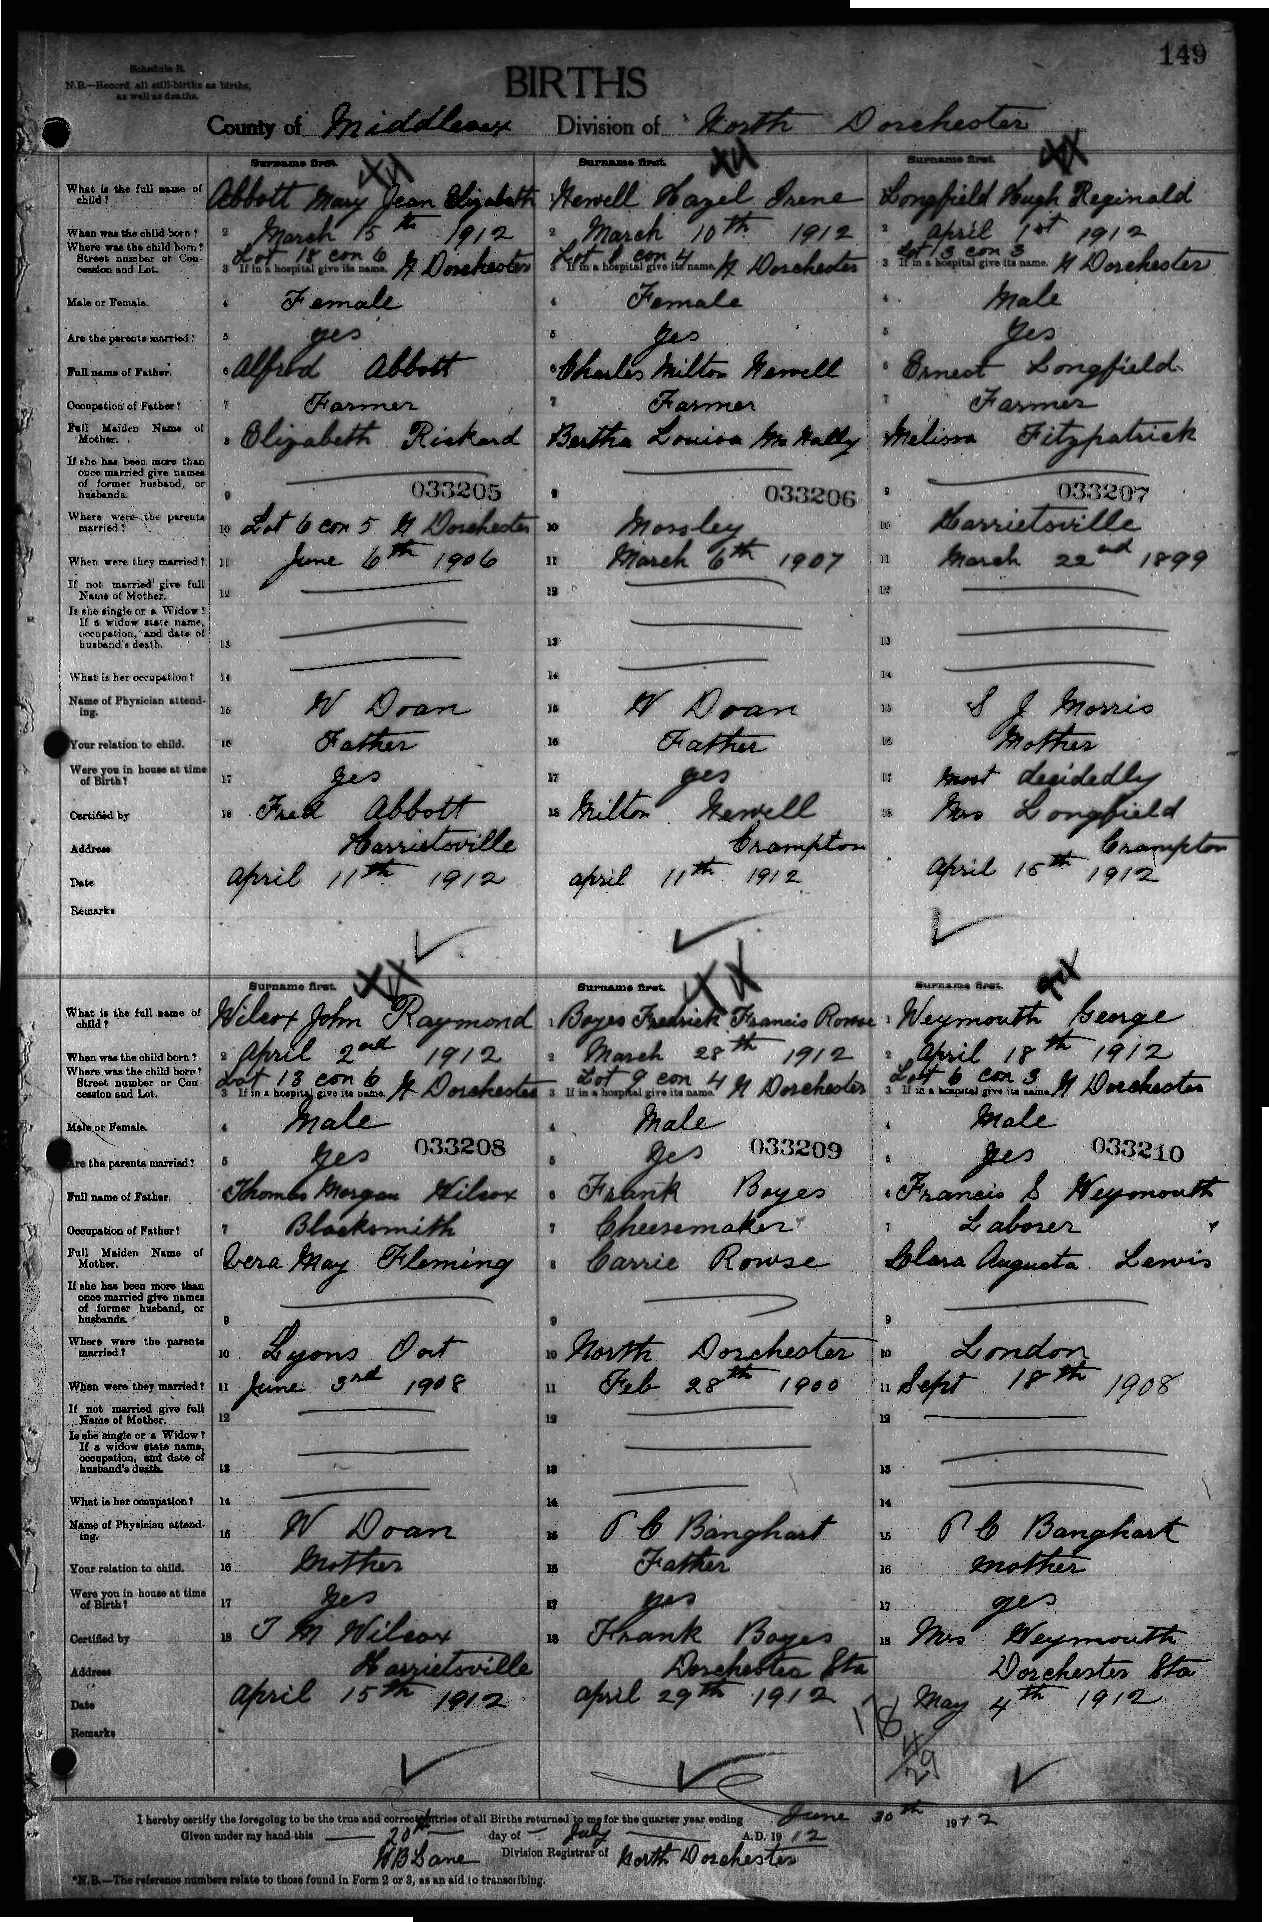 149
Schedule B.
N.B.—Record all still-births as births,
as well as deaths.
BIRTHS
County of Middlesex Division of North Dorchester
Surname first. Surname first. Surname first.
What is the full name of child? Abbott Mary Jean Elizabeth Newell Hazel Irene Longfield Hugh Reginald
When was the child born? 2 March 15th 1912 2 March 10th 1912 2 April 1st 1912
Where was the child born? Street number or Concession and Lot. Lot 18 con 6 Lot 8 con 4 Lot 13 con 3
3 If in a hospital give its name. N Dorchester 3 If in a hospital give its name. N Dorchester 3 If in a hospital give its name. N Dorchester
Male or Female. 4 Female 4 Female 4 Male
Are the parents married? 5 yes 5 yes 5 Yes
Full name of Father. 6 Alfred Abbott 6 Charles Milton Newell 6 Ernest Longfield
Occupation of Father? 7 Farmer 7 Farmer 7 Farmer
Full Maiden Name of Mother. 8 Elizabeth Rickard Bertha Louisa McNally Melissa Fitzpatrick
If she has been more than once married give names of former husband, or husbands. 9 033205 9 033206 9 033207
Where were the parents married? 10 Lot 6 con 5 N Dorchester 10 Mossley 10 Harrietsville
When were they married? 11 June 6th 1906 11 March 6th 1907 11 March 22nd 1899
If not married give full Name of Mother. 12 12 12
Is she single or a Widow? If a widow state name, occupation, and date of husband's death. 13 13 13
What is her occupation? 14 14 14
Name of Physician attending. 15 W Doan 15 W Doan 15 S J Morris
Your relation to child. 16 Father 16 Father 16 Mother
Were you in house at time of Birth? 17 yes 17 yes 17 most decidedly
Certified by 18 Fred Abbott 18 Milton Newell 18 Mrs Longfield
Address Harrietsville Crampton Crampton
Date April 11th 1912 april 11th 1912 April 15th 1912
Remarks
Surname first. Surname first. Surname first.
What is the full name of child? Wilcox John Raymond 1 Boyes Fredrick Francis Rowse 1 Weymouth George
When was the child born? 2 April 2nd 1912 2 March 28th 1912 2 April 18th 1912
Where was the child born? Street number or Concession and Lot. Lot 13 con 6 Lot 9 con 4 Lot 6 con 3
3 If in a hospital give its name. N Dorchester 3 If in a hospital give its name. N Dorchester 3 If in a hospital give its name. N Dorchester
Male or Female. 4 Male 4 Male 4 Male
Are the parents married? 5 Yes 033208 5 Yes 033209 5 yes 033210
Full name of Father. Thomas Morgan Wilcox 6 Frank Boyes 6 Francis S Weymouth
Occupation of Father? 7 Blacksmith 7 Cheesemaker 7 Laborer
Full Maiden Name of Mother. Vera May Fleming 8 Carrie Rowse Clara Augusta Lewis
If she has been more than once married give names of former husband, or husbands. 9 9 9
Where were the parents married? 10 Lyons Ont 10 North Dorchester 10 London
When were they married? 11 June 3rd 1908 11 Feb 28th 1900 11 Sept 18th 1908
If not married give full Name of Mother. 12 12 12
Is she single or a Widow? If a widow state name, occupation, and date of husband's death. 13 13 13
What is her occupation? 14 14 14
Name of Physician attending. 15 W Doan 15 P C Banghart 15 P C Banghart
Your relation to child. 16 Mother 15 Father 16 mother
Were you in house at time of Birth? 17 Yes 17 yes 17 yes
Certified by 18 T M Wilcox 18 Frank Boyes 18 Mrs Weymouth
Address Harrietsville Dorchester Sta Dorchester Sta
Date April 15th 1912 april 29th 1912 May 4th 1912
Remarks
18
4
29
I hereby certify the foregoing to be the true and correct entries of all Births returned to me for the quarter year ending June 30th 1912
Given under my hand this 20th day of July A.D. 1912
W B Lane Division Registrar of North Dorchester
*N.B.—The reference numbers relate to those found in Form 2 or 3, as an aid to transcribing.